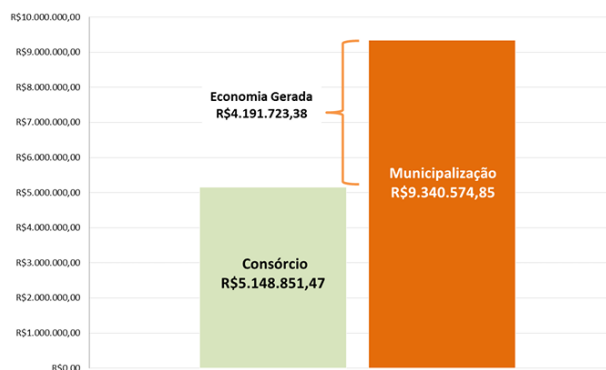 R$10.000.000,00
R$9.000.000,00
R$8.000.000,00
R$7.000.000,00
R$6.000.000,00
R$5.000.000,00
R$4.000.000,00
R$3.000.000,00
R$2.000.000,00
R$1.000.000,00
R$0,00
Economia Gerada
R$4.191.723,38
Municipalização
R$9.340.574,85
Consórcio
R$5.148.851,47